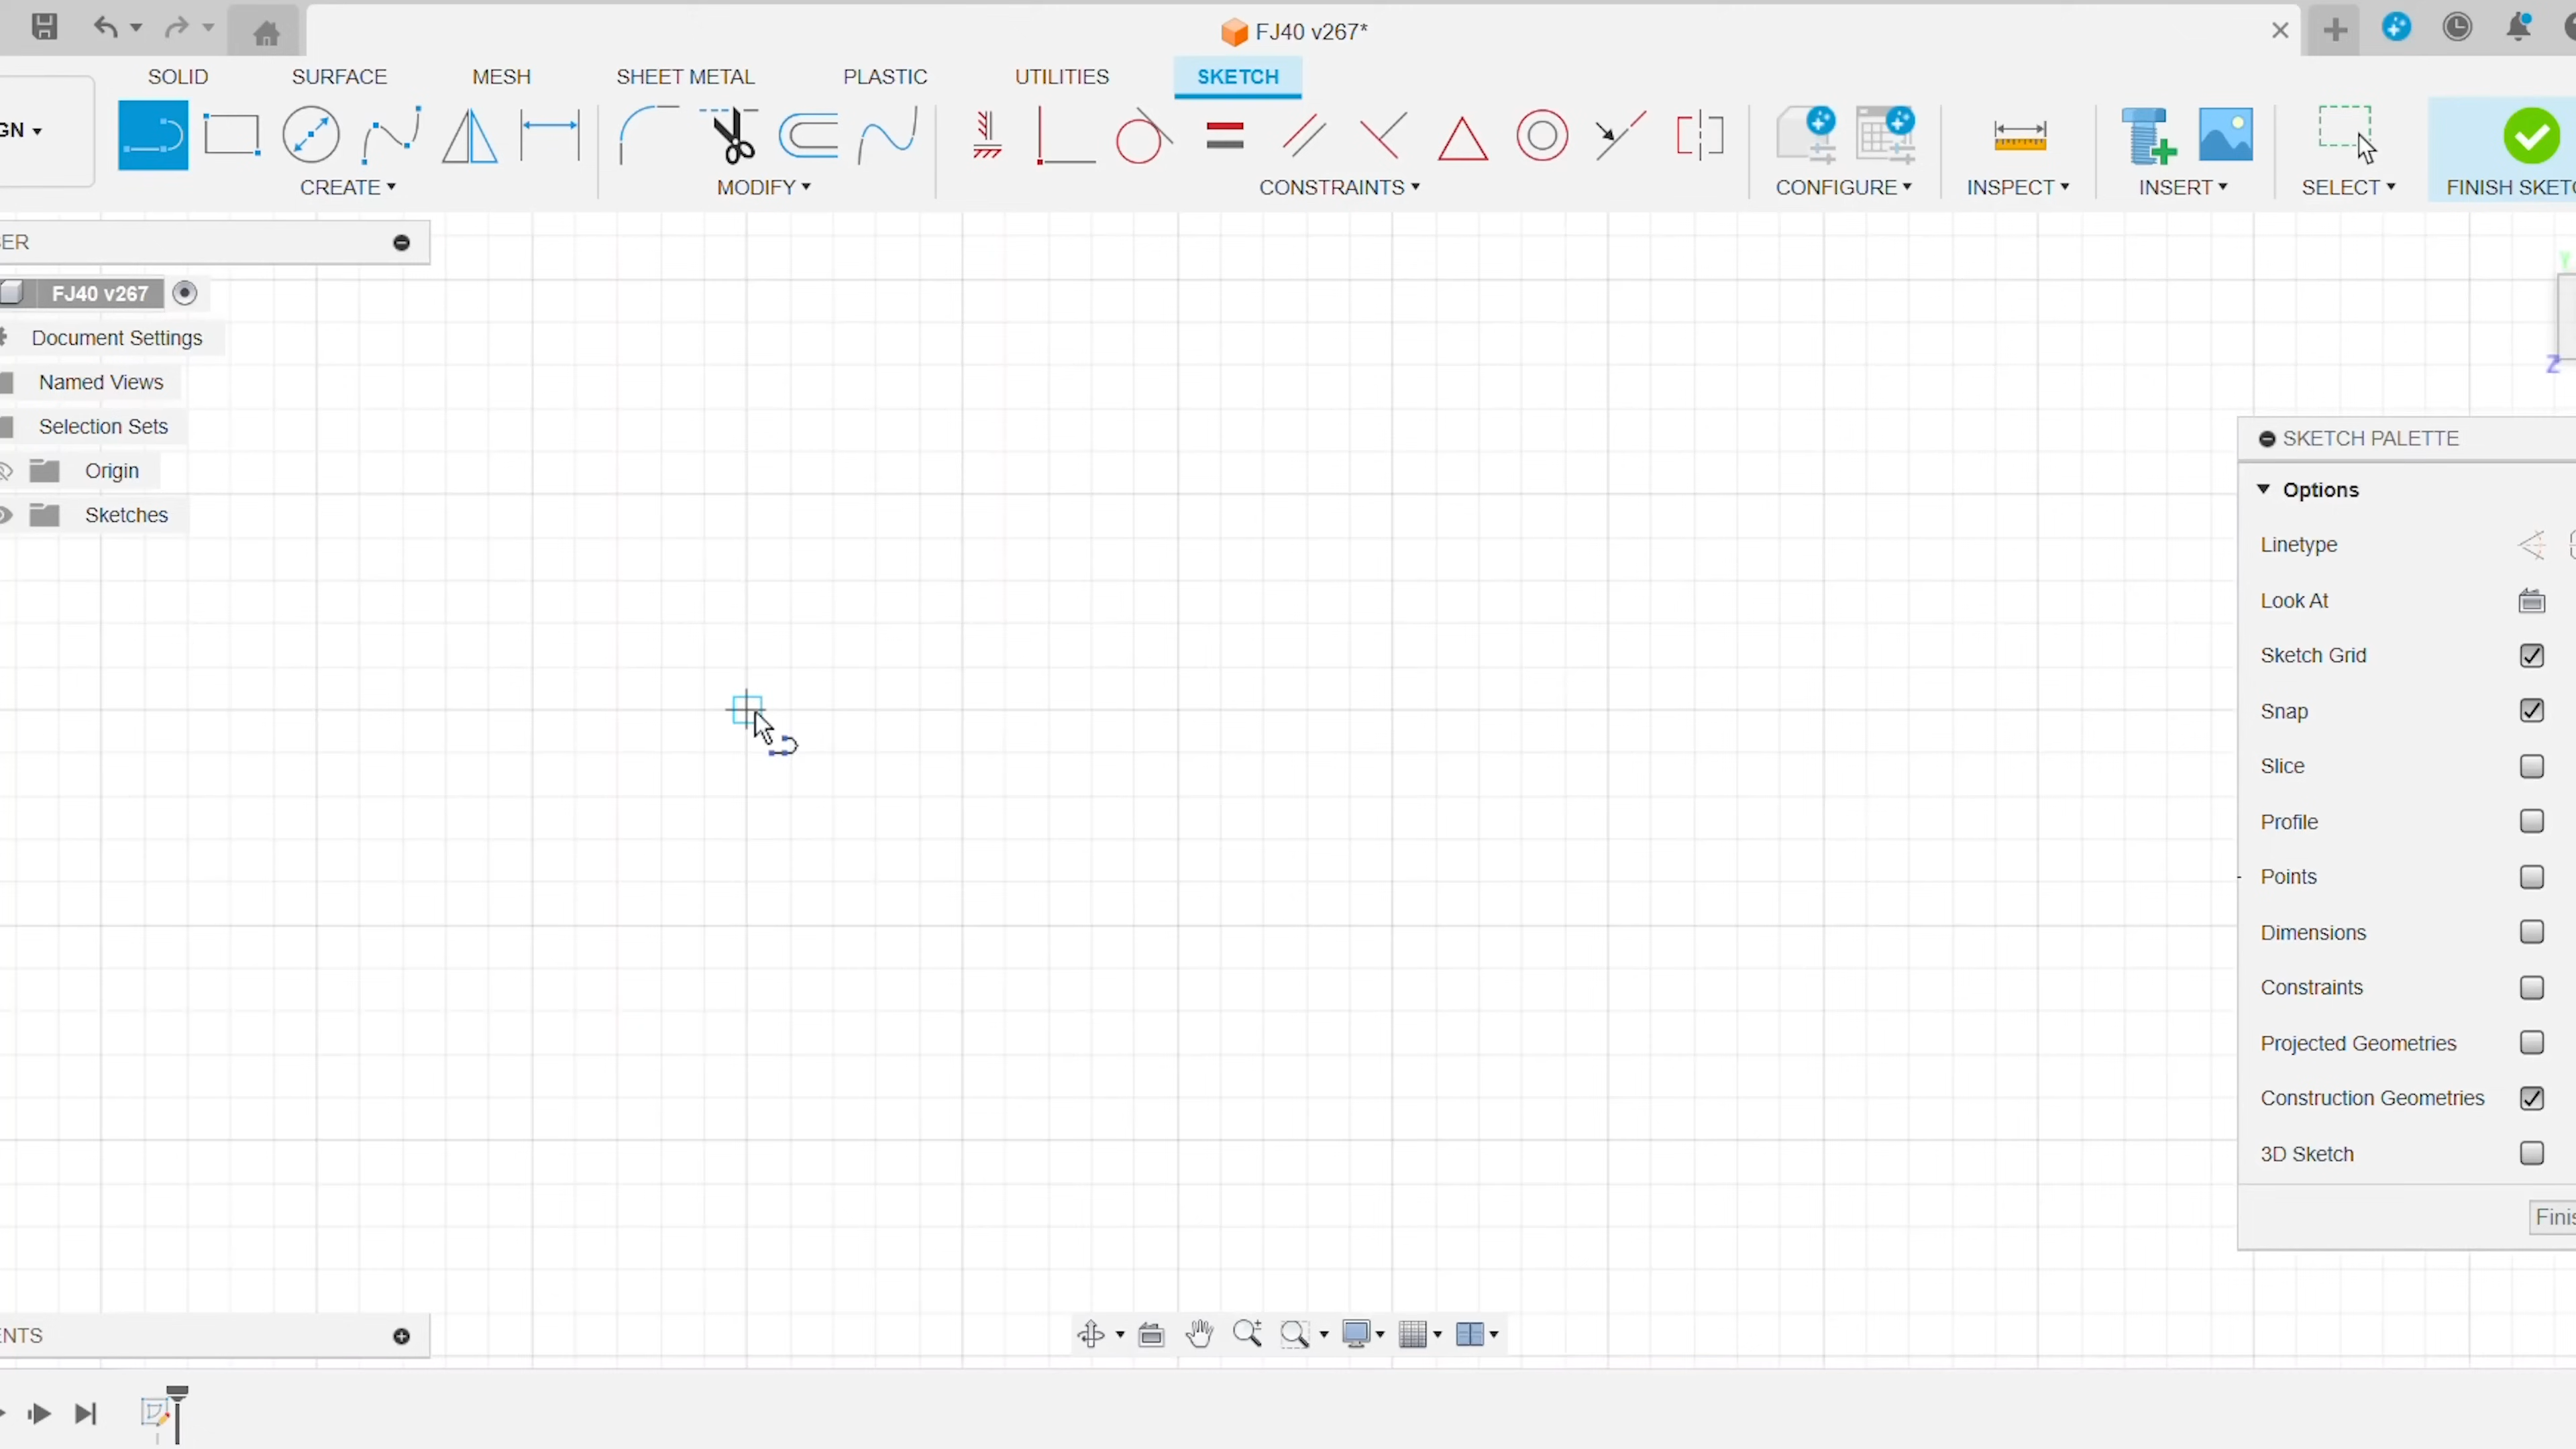 FJ40 v267*
SOLID
SURFACE
MESH
SHEET METAL
PLASTIC
UTILITIES
SKETCH
GN
CREATE
MODIFY
CONSTRAINTS
CONFIGURE
INSPECT
INSERT
SELECT
FINISH SKETC
SER
FJ40 v267
Document Settings
Named Views
Selection Sets
Origin
Sketches
Y
Z
SKETCH PALETTE
Options
Linetype
Look At
Sketch Grid
Snap
Slice
Profile
Points
Dimensions
Constraints
Projected Geometries
Construction Geometries
3D Sketch
Finis
ENTS